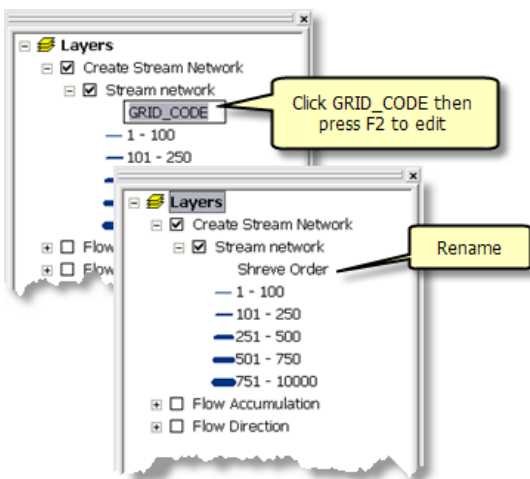 Layers
Create Stream Network
Stream network
GRID_CODE
1 - 100
101 - 250
Click GRID_CODE then
press F2 to edit
Layers
Create Stream Network
Stream network
Shreve Order
1 - 100
101 - 250
251 - 500
501 - 750
751 - 10000
Flow Accumulation
Flow Direction
Rename
Flow
Flow